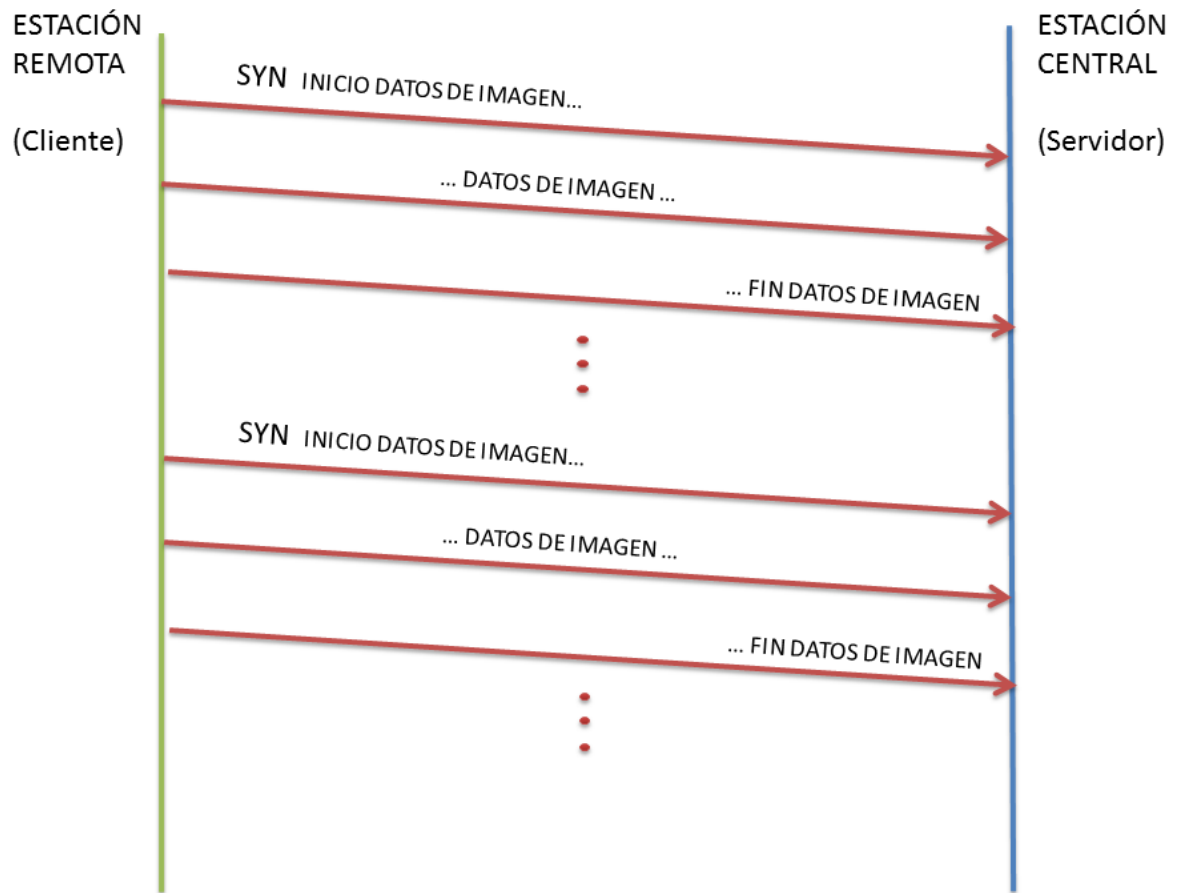 ESTACIÓN
REMOTA
(Cliente)
ESTACIÓN
CENTRAL
(Servidor)
SYN INICIO DATOS DE IMAGEN...
... DATOS DE IMAGEN ...
... FIN DATOS DE IMAGEN
SYN INICIO DATOS DE IMAGEN...
... DATOS DE IMAGEN ...
... FIN DATOS DE IMAGEN